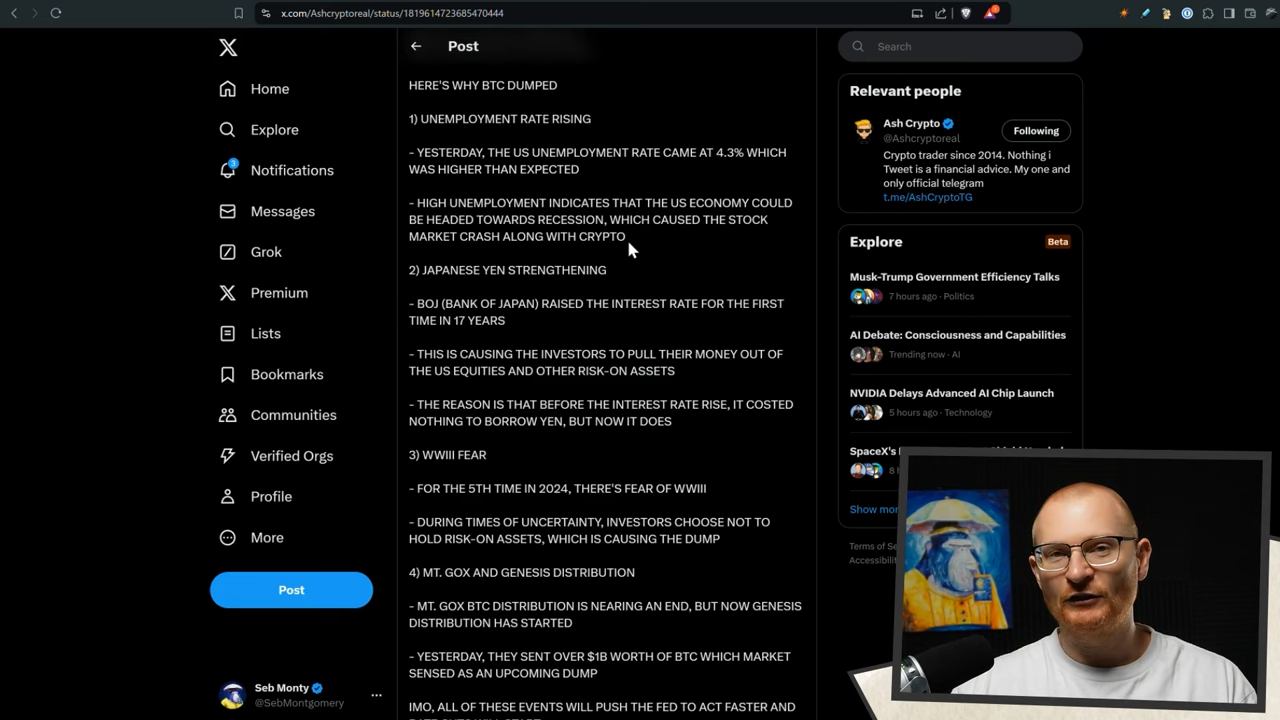 x.com/Ashcryptoreal/status/1819614723685470444
Home
Explore
3
Notifications
Messages
Grok
Premium
Lists
Bookmarks
Communities
Verified Orgs
Profile
More
Post
Seb Monty
@SebMontgomery
Post
HERE'S WHY BTC DUMPED
1) UNEMPLOYMENT RATE RISING
- YESTERDAY, THE US UNEMPLOYMENT RATE CAME AT 4.3% WHICH
WAS HIGHER THAN EXPECTED
- HIGH UNEMPLOYMENT INDICATES THAT THE US ECONOMY COULD
BE HEADED TOWARDS RECESSION, WHICH CAUSED THE STOCK
MARKET CRASH ALONG WITH CRYPTO
2) JAPANESE YEN STRENGTHENING
- BOJ (BANK OF JAPAN) RAISED THE INTEREST RATE FOR THE FIRST
TIME IN 17 YEARS
- THIS IS CAUSING THE INVESTORS TO PULL THEIR MONEY OUT OF
THE US EQUITIES AND OTHER RISK-ON ASSETS
- THE REASON IS THAT BEFORE THE INTEREST RATE RISE, IT COSTED
NOTHING TO BORROW YEN, BUT NOW IT DOES
3) WWIII FEAR
- FOR THE 5TH TIME IN 2024, THERE'S FEAR OF WWIII
- DURING TIMES OF UNCERTAINTY, INVESTORS CHOOSE NOT TO
HOLD RISK-ON ASSETS, WHICH IS CAUSING THE DUMP
4) MT. GOX AND GENESIS DISTRIBUTION
- MT. GOX BTC DISTRIBUTION IS NEARING AN END, BUT NOW GENESIS
DISTRIBUTION HAS STARTED
- YESTERDAY, THEY SENT OVER $1B WORTH OF BTC WHICH MARKET
SENSED AS AN UPCOMING DUMP
IMO, ALL OF THESE EVENTS WILL PUSH THE FED TO ACT FASTER AND
Search
Relevant people
Ash Crypto
@Ashcryptoreal
Following
Crypto trader since 2014. Nothing i
Tweet is a financial advice. My one and
only official telegram
t.me/AshCryptoTG
Explore
Beta
Musk-Trump Government Efficiency Talks
7 hours ago · Politics
AI Debate: Consciousness and Capabilities
Trending now · AI
NVIDIA Delays Advanced AI Chip Launch
5 hours ago · Technology
SpaceX's
Show
Terms of